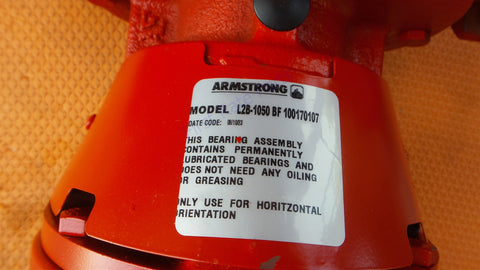 ARMSTRONG
MODEL L2B-1050 BF 100170107
DATE CODE:
THIS BEARING ASSEMBLY
CONTAINS PERMANENTLY
LUBRICATED BEARINGS AND
DOES NOT NEED ANY OILING
OR GREASING
ONLY USE FOR HORITZONTAL
ORIENTATION